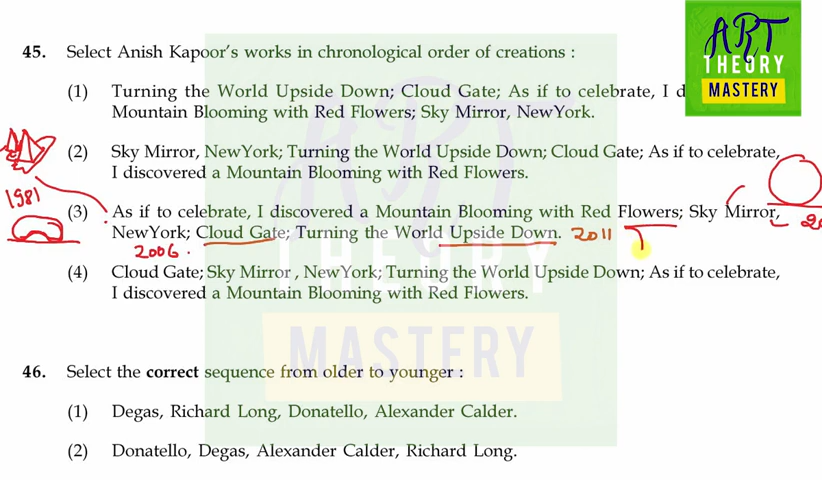 ART
THEORY
MASTERY
45. Select Anish Kapoor's works in chronological order of creations :
(1) Turning the World Upside Down; Cloud Gate; As if to celebrate, I d
Mountain Blooming with Red Flowers; Sky Mirror, NewYork.
(2) Sky Mirror, NewYork; Turning the World Upside Down; Cloud Gate; As if to celebrate,
I discovered a Mountain Blooming with Red Flowers.
1981
(3) As if to celebrate, I discovered a Mountain Blooming with Red Flowers; Sky Mirror,
NewYork; Cloud Gate; Turning the World Upside Down. 2011
2006
(4) Cloud Gate; Sky Mirror , NewYork; Turning the World Upside Down; As if to celebrate,
I discovered a Mountain Blooming with Red Flowers.
ART
THEORY
MASTERY
46. Select the correct sequence from older to younger :
(1) Degas, Richard Long, Donatello, Alexander Calder.
(2) Donatello, Degas, Alexander Calder, Richard Long.